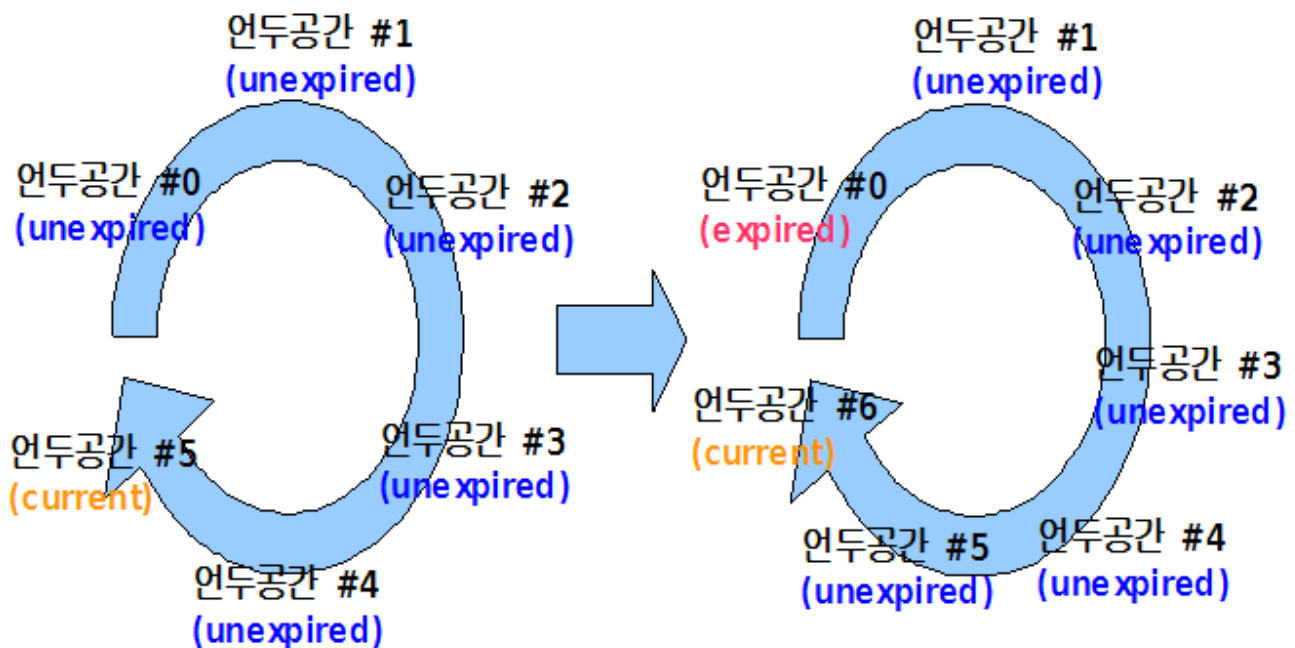 언두공간 #1
(unexpired)
언두공간 #0
(unexpired)
언두공간 #2
(unexpired)
언두공간 #3
(unexpired)
언두공간 #5
(current)
언두공간 #4
(unexpired)
언두공간 #1
(unexpired)
언두공간 #0
(expired)
언두공간 #2
(unexpired)
언두공간 #3
(unexpired)
언두공간 #6
(current)
언두공간 #5
(unexpired)
언두공간 #4
(unexpired)